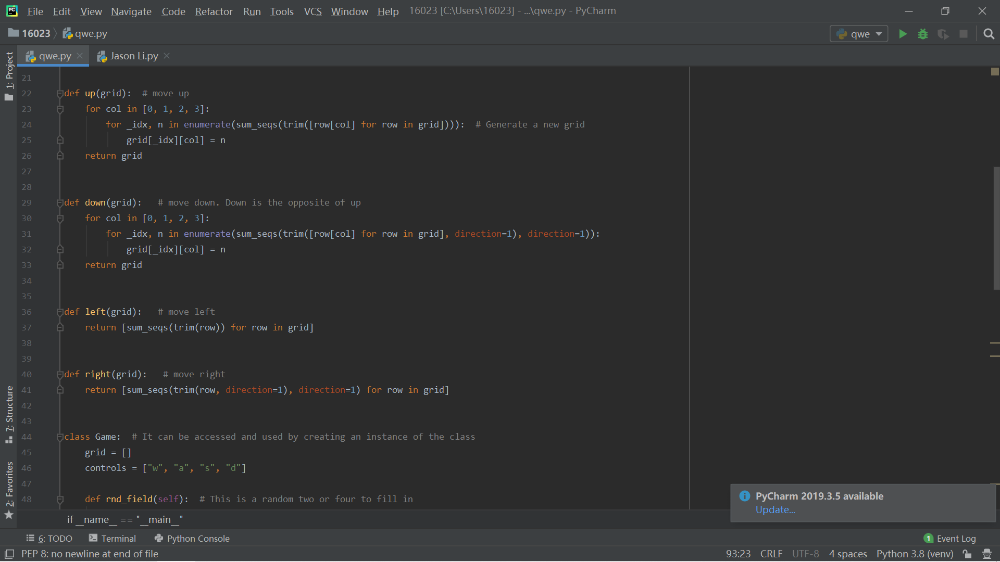 File Edit View Navigate Code Refactor Run Tools VCS Window Help 16023 [C:\Users\16023] - ...\qwe.py - PyCharm
16023 qwe.py qwe
qwe.py Jason Li.py
1: Project
7: Structure
2: Favorites
21
22 def up(grid):  # move up
23     for col in [0, 1, 2, 3]:
24         for _idx, n in enumerate(sum_seqs(trim([row[col] for row in grid]))):  # Generate a new grid
25             grid[_idx][col] = n
26     return grid
27
28
29 def down(grid):   # move down. Down is the opposite of up
30     for col in [0, 1, 2, 3]:
31         for _idx, n in enumerate(sum_seqs(trim([row[col] for row in grid], direction=1), direction=1)):
32             grid[_idx][col] = n
33     return grid
34
35
36 def left(grid):   # move left
37     return [sum_seqs(trim(row)) for row in grid]
38
39
40 def right(grid):   # move right
41     return [sum_seqs(trim(row, direction=1), direction=1) for row in grid]
42
43
44 class Game:  # It can be accessed and used by creating an instance of the class
45     grid = []
46     controls = ["w", "a", "s", "d"]
47
48     def rnd_field(self):  # This is a random two or four to fill in
if __name__ == "__main__"
PyCharm 2019.3.5 available
Update...
6: TODO Terminal Python Console 1 Event Log
PEP 8: no newline at end of file 93:23 CRLF UTF-8 4 spaces Python 3.8 (venv)